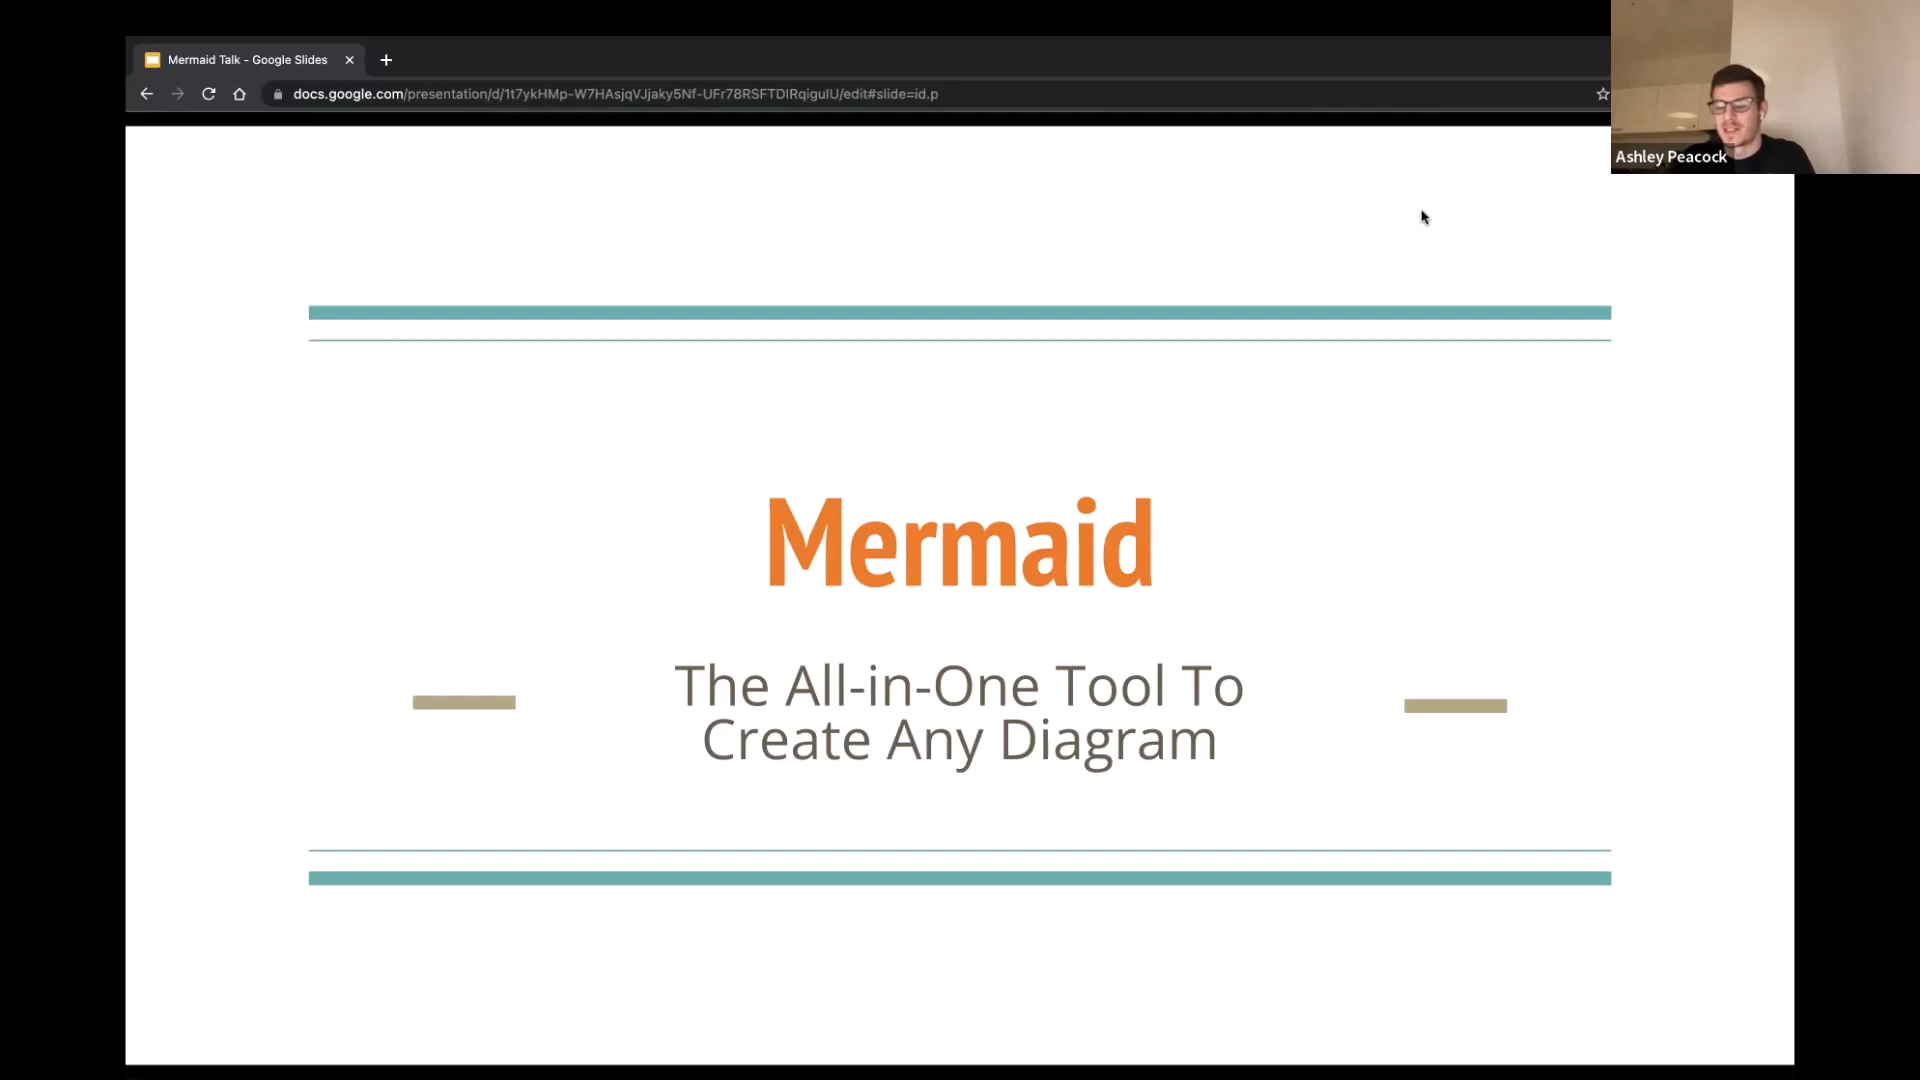 Mermaid Talk - Google Slides
docs.google.com/presentation/d/1t7ykHMp-W7HAsjqVJjaky5Nf-UFr78RSFTDIRqiguIU/edit#slide=id.p
Ashley Peacock
Mermaid
The All-in-One Tool To
Create Any Diagram